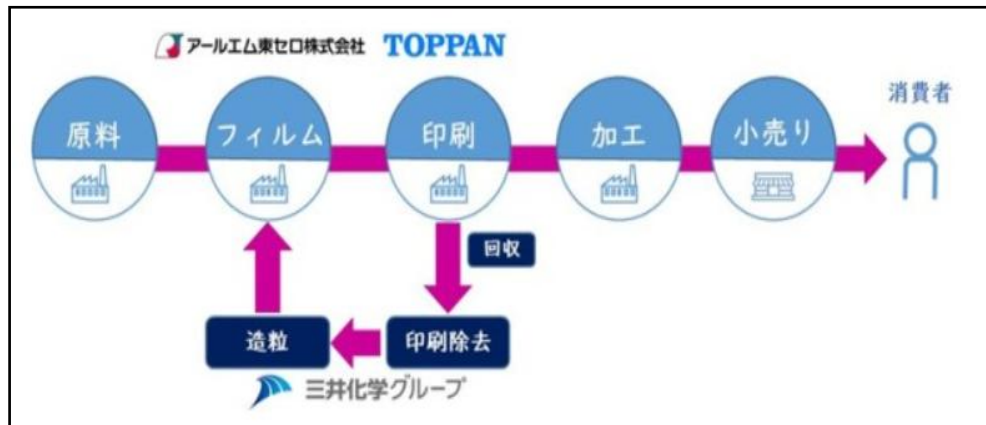 アールエム東セロ株式会社 TOPPAN
消費者
原料 フィルム 印刷 加工 小売り
回収
造粒 印刷除去
三井化学グループ